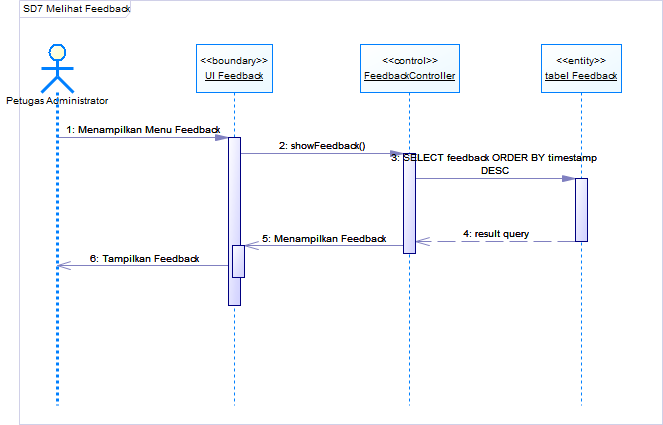 SD7 Melihat Feedback
<<boundary>>
UI Feedback
<<control>>
FeedbackController
<<entity>>
tabel Feedback
Petugas Administrator
1: Menampilkan Menu Feedback
2: showFeedback()
3: SELECT feedback ORDER BY timestamp
DESC
4: result query
5: Menampilkan Feedback
6: Tampilkan Feedback